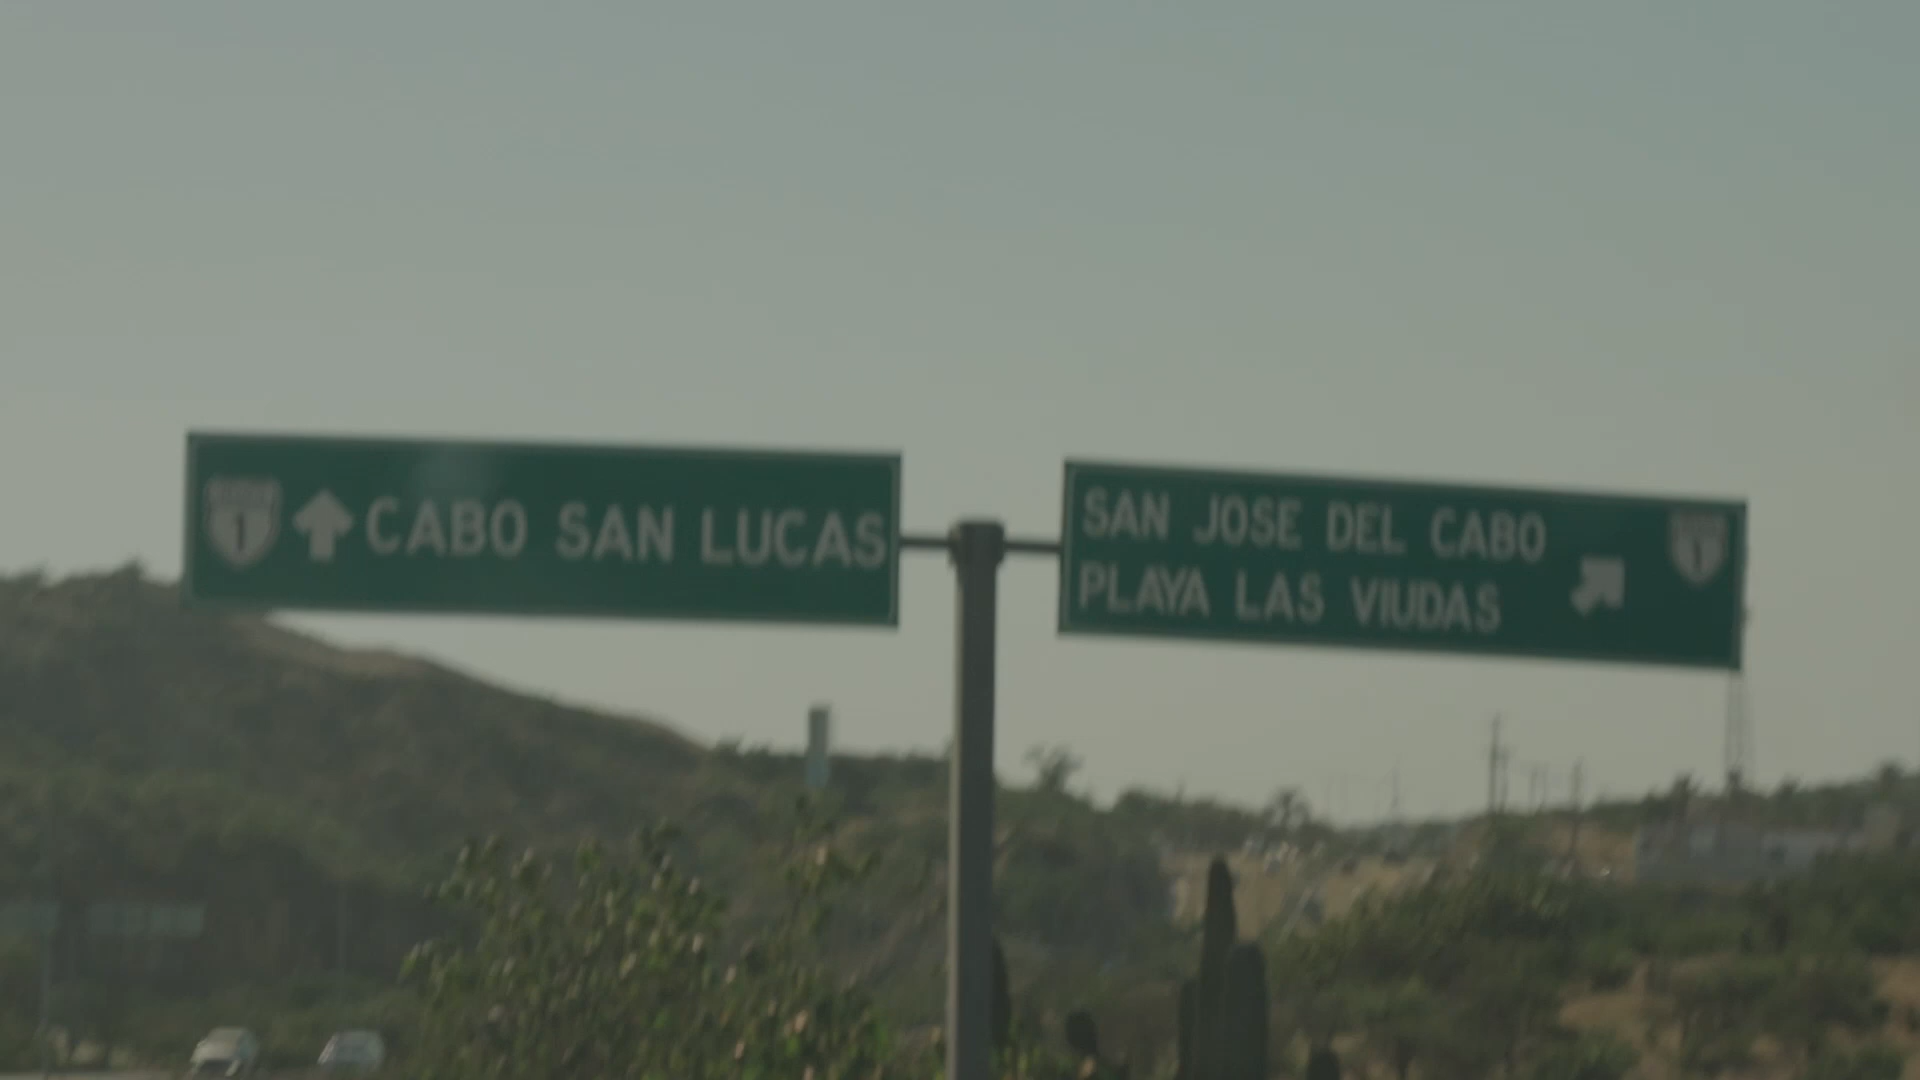 1 CABO SAN LUCAS
SAN JOSE DEL CABO 1
PLAYA LAS VIUDAS